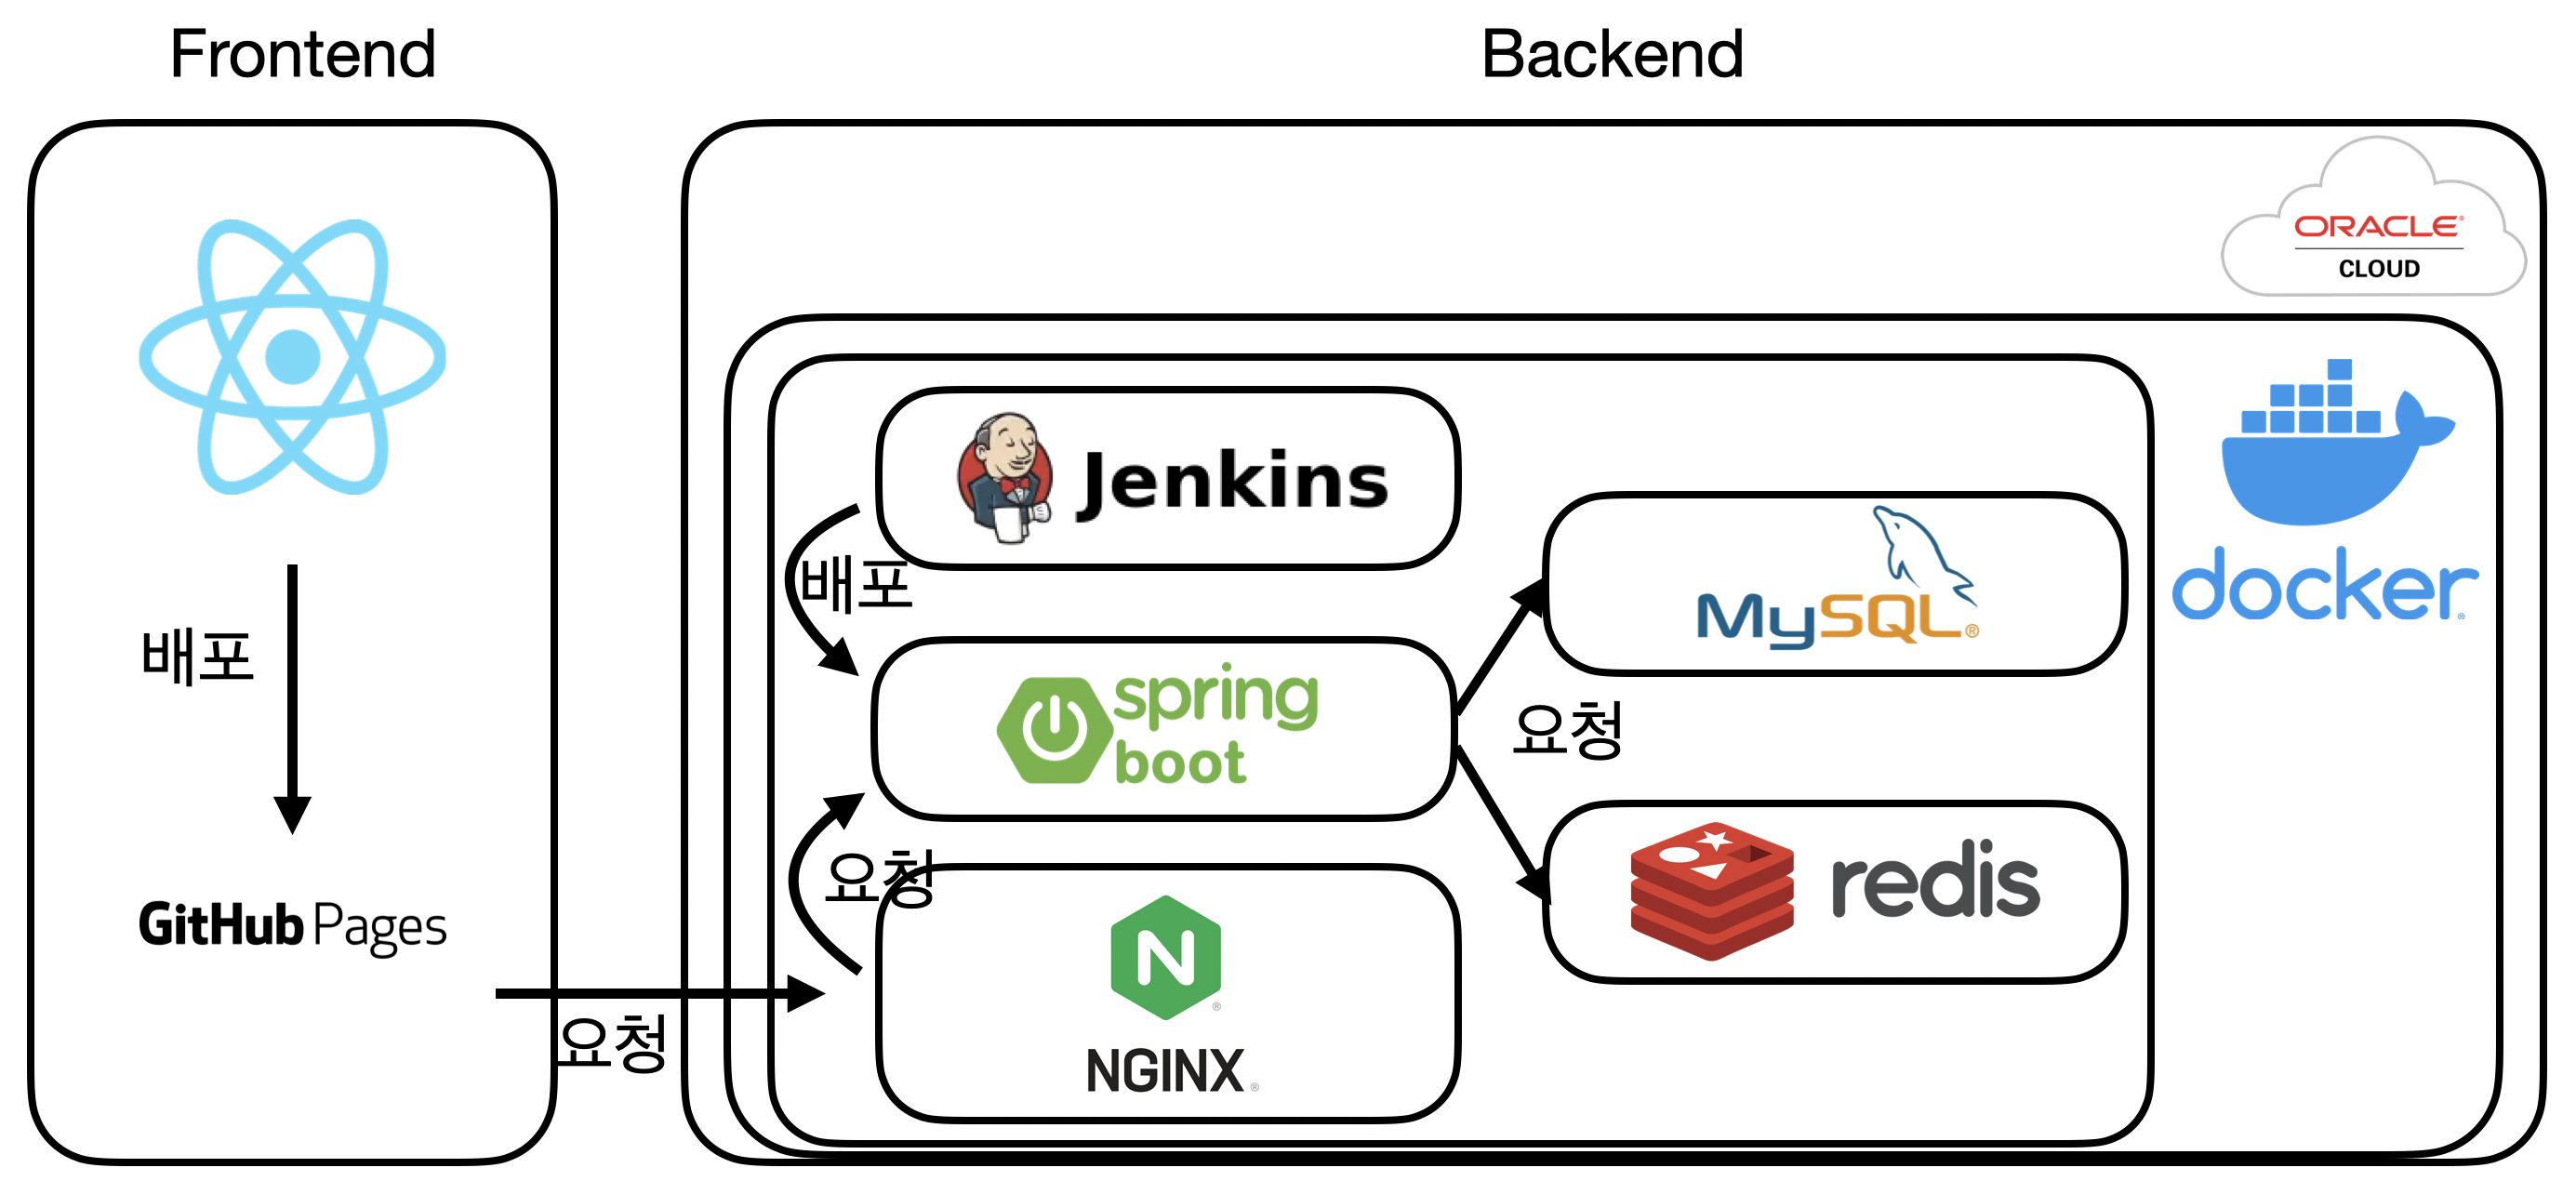 Frontend
Backend
ORACLE®
CLOUD
Jenkins
배포
MySQL®
docker®
배포
spring
boot
요청
요청
redis
GitHub Pages
N®
요청
NGINX®